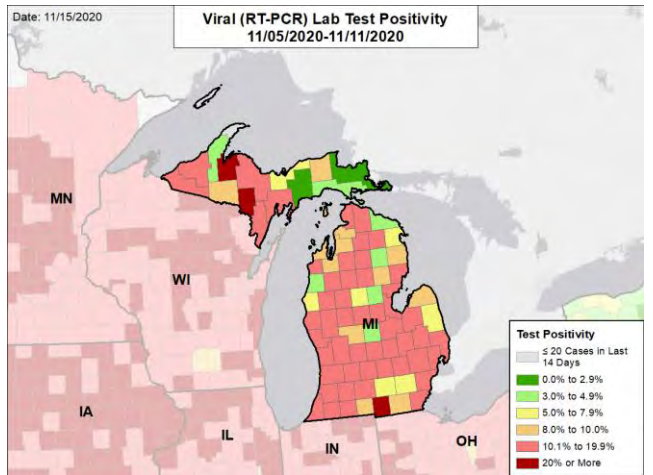 Date: 11/15/2020
Viral (RT-PCR) Lab Test Positivity
11/05/2020-11/11/2020
MN
WI
MI
IA
IL
IN
OH
Test Positivity
≤ 20 Cases in Last
14 Days
0.0% to 2.9%
3.0% to 4.9%
5.0% to 7.9%
8.0% to 10.0%
10.1% to 19.9%
20% or More